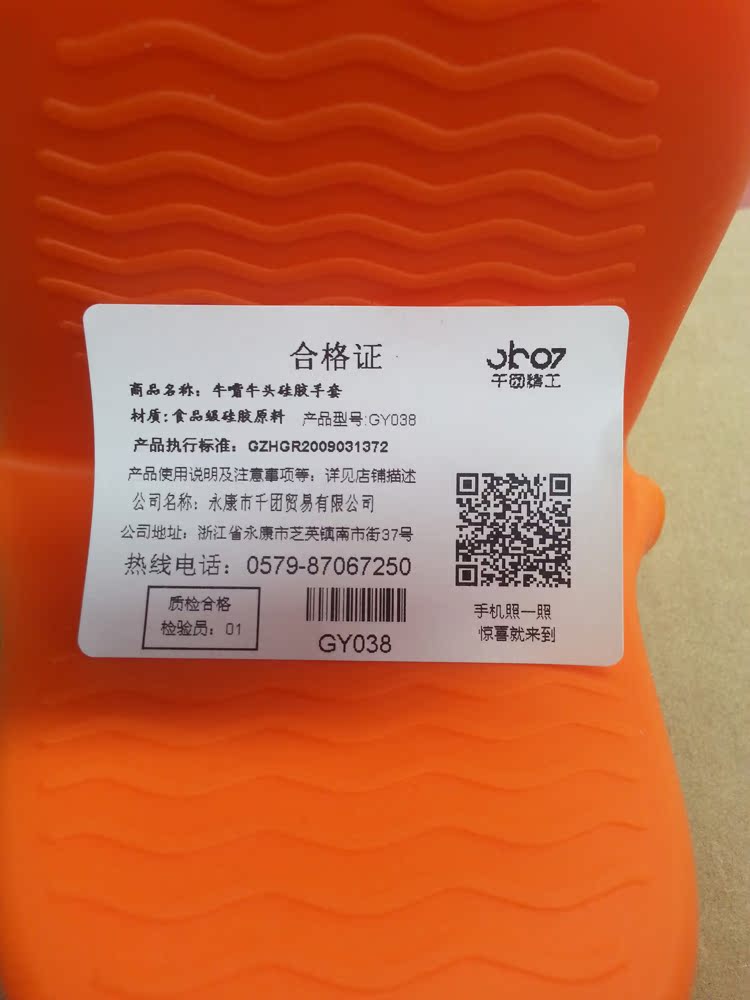 合格证
千团精工
商品名称：牛嘴牛头硅胶手套
材质：食品级硅胶原料 产品型号:GY038
产品执行标准：GZHGR2009031372
产品使用说明及注意事项等：详见店铺描述
公司名称：永康市千团贸易有限公司
公司地址：浙江省永康市芝英镇南市街37号
热线电话：0579-87067250
质检合格
检验员：01
GY038
手机照一照
惊喜就来到